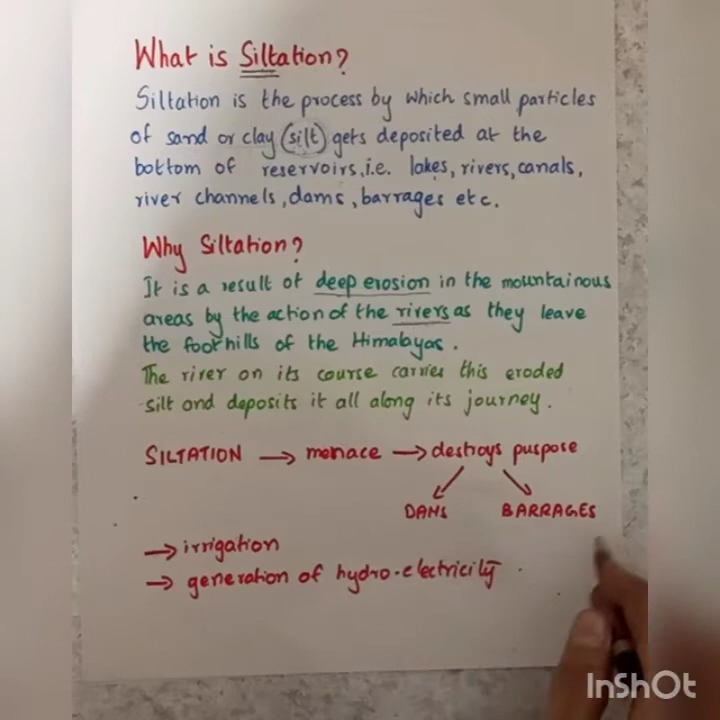 What is Siltation?
Siltation is the process by which small particles
of sand or clay (silt) gets deposited at the
bottom of reservoirs, i.e. lakes, rivers, canals,
river channels, dams, barrages etc.
Why Siltation?
It is a result of deep erosion in the mountainous
areas by the action of the rivers as they leave
the foothills of the Himalayas.
The river on its course carries this eroded
silt and deposits it all along its journey.
SILTATION → menace → destroys puspose
DAMS BARRAGES
→ irrigation
→ generation of hydro-electricity
InShOt